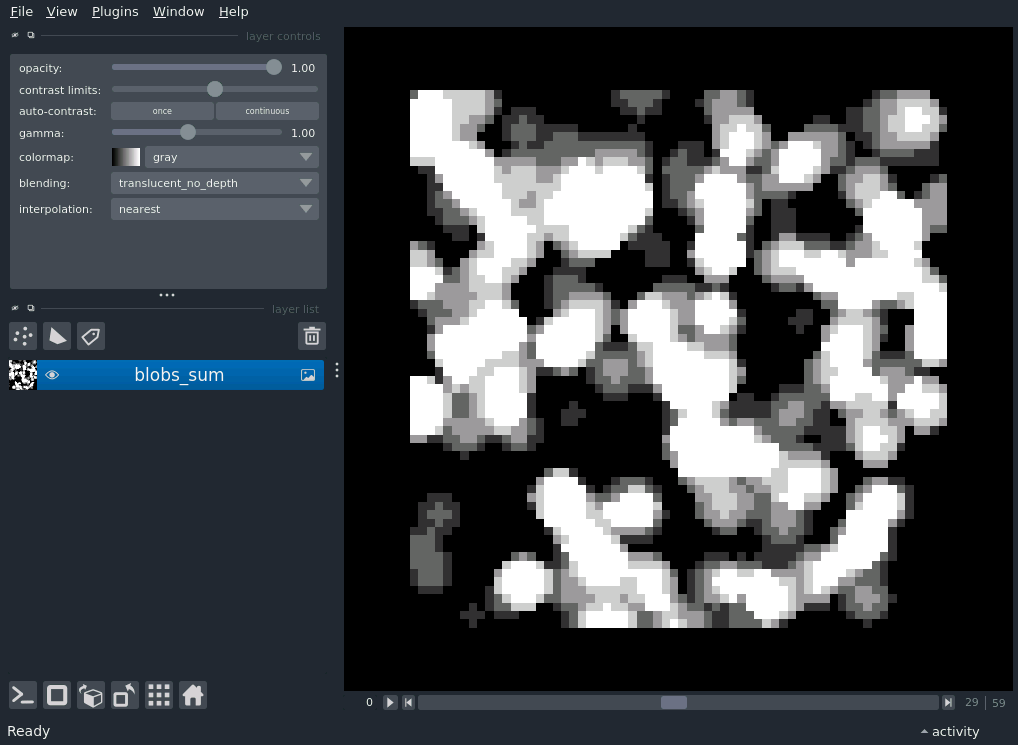 File View Plugins Window Help
layer controls
opacity: 1.00
contrast limits:
auto-contrast: once continuous
gamma: 1.00
colormap: gray
blending: translucent_no_depth
interpolation: nearest
layer list
blobs_sum
0 29 59
Ready activity